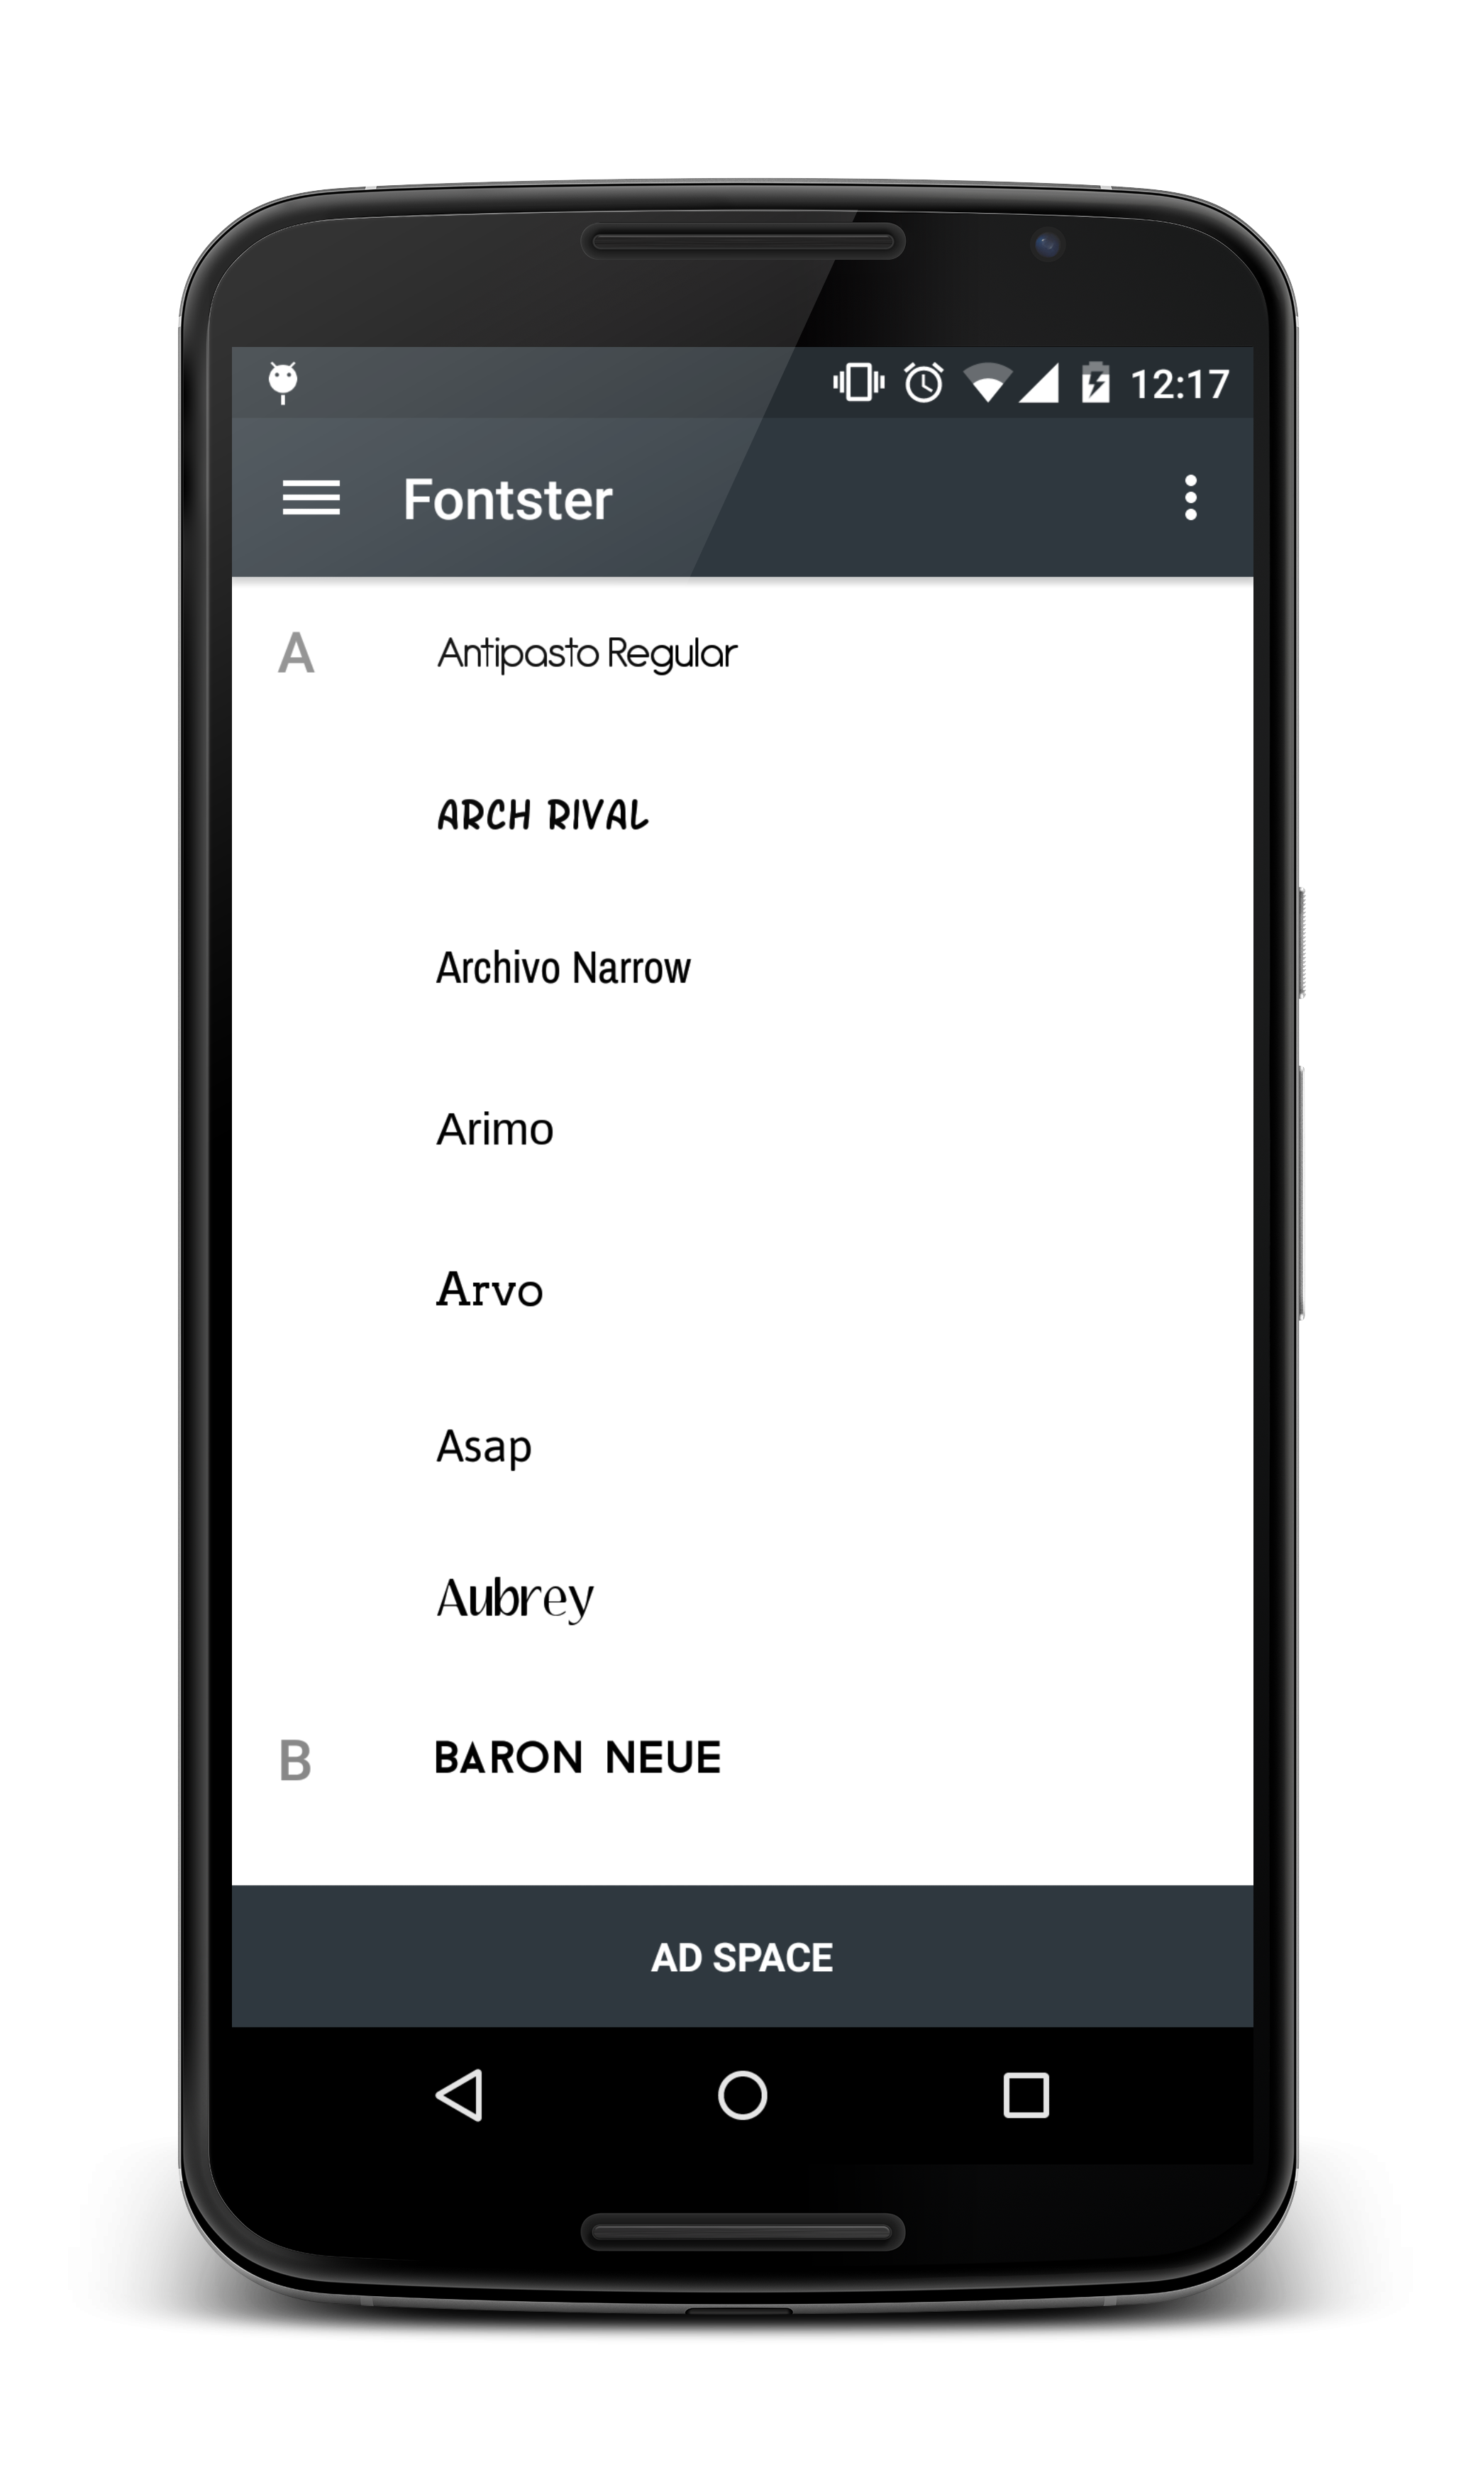 12:17
Fontster
A
Antipasto Regular
ARCH RIVAL
Archivo Narrow
Arimo
Arvo
Asap
Aubrey
B
BARON NEUE
AD SPACE